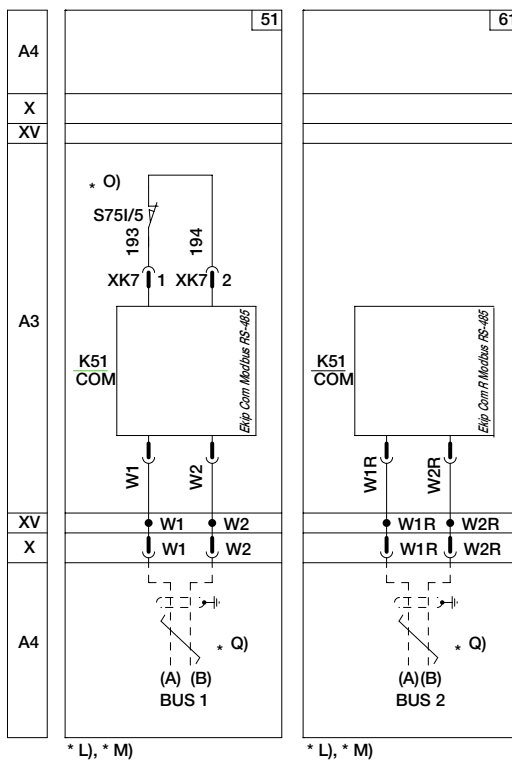 51
61
A4
X
XV
* O)
S75I/5
193
194
XK7 1 XK7 2
A3
K51
COM
Ekip Com Modbus RS-485
K51
COM
Ekip Com R Modbus RS-485
W1
W2
W1R
W2R
XV
W1
W2
W1R
W2R
X
W1
W2
W1R
W2R
A4
* Q)
* Q)
(A) (B)
(A)(B)
BUS 1
BUS 2
* L), * M)
* L), * M)